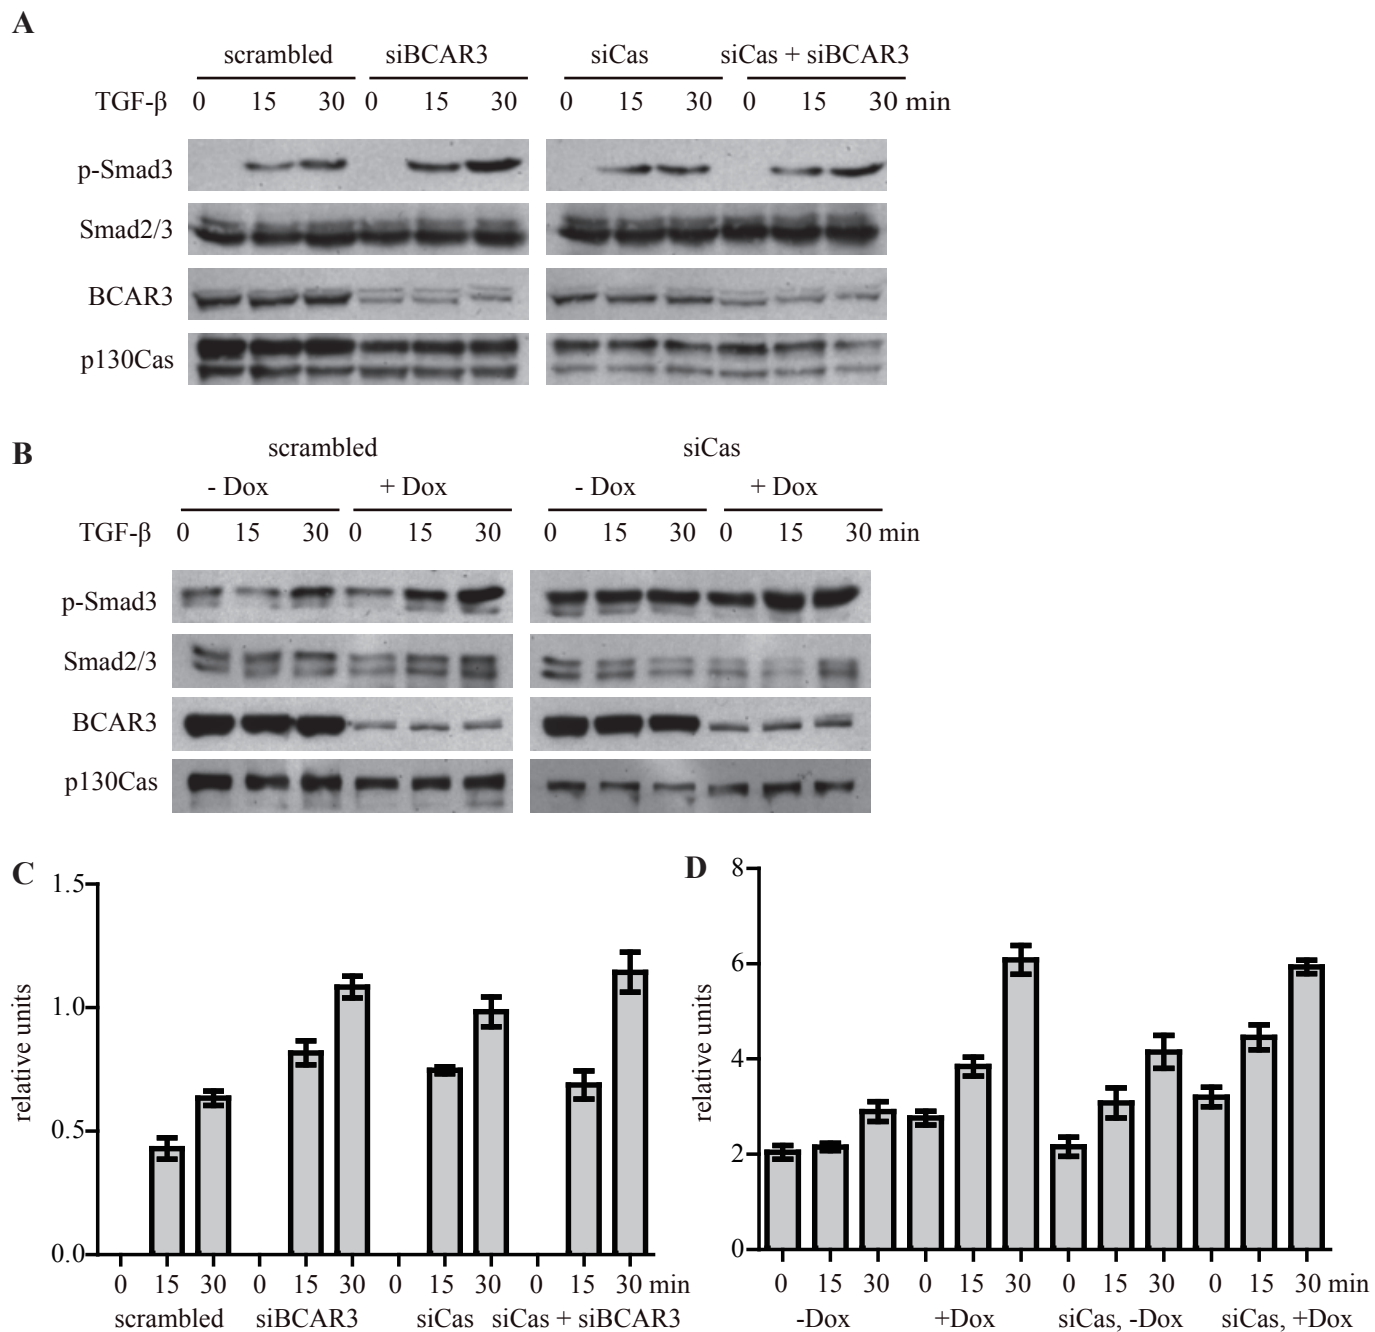 A
scrambled siBCAR3 siCas siCas + siBCAR3
TGF-β 0 15 30 0 15 30 0 15 30 0 15 30 min
p-Smad3
Smad2/3
BCAR3
p130Cas
B
scrambled siCas
- Dox + Dox - Dox + Dox
TGF-β 0 15 30 0 15 30 0 15 30 0 15 30 min
p-Smad3
Smad2/3
BCAR3
p130Cas
C
relative units
1.5
1.0
0.5
0.0
0 15 30 0 15 30 0 15 30 0 15 30 min
scrambled siBCAR3 siCas siCas + siBCAR3
D
relative units
8
6
4
2
0
0 15 30 0 15 30 0 15 30 0 15 30 min
-Dox +Dox siCas, -Dox siCas, +Dox